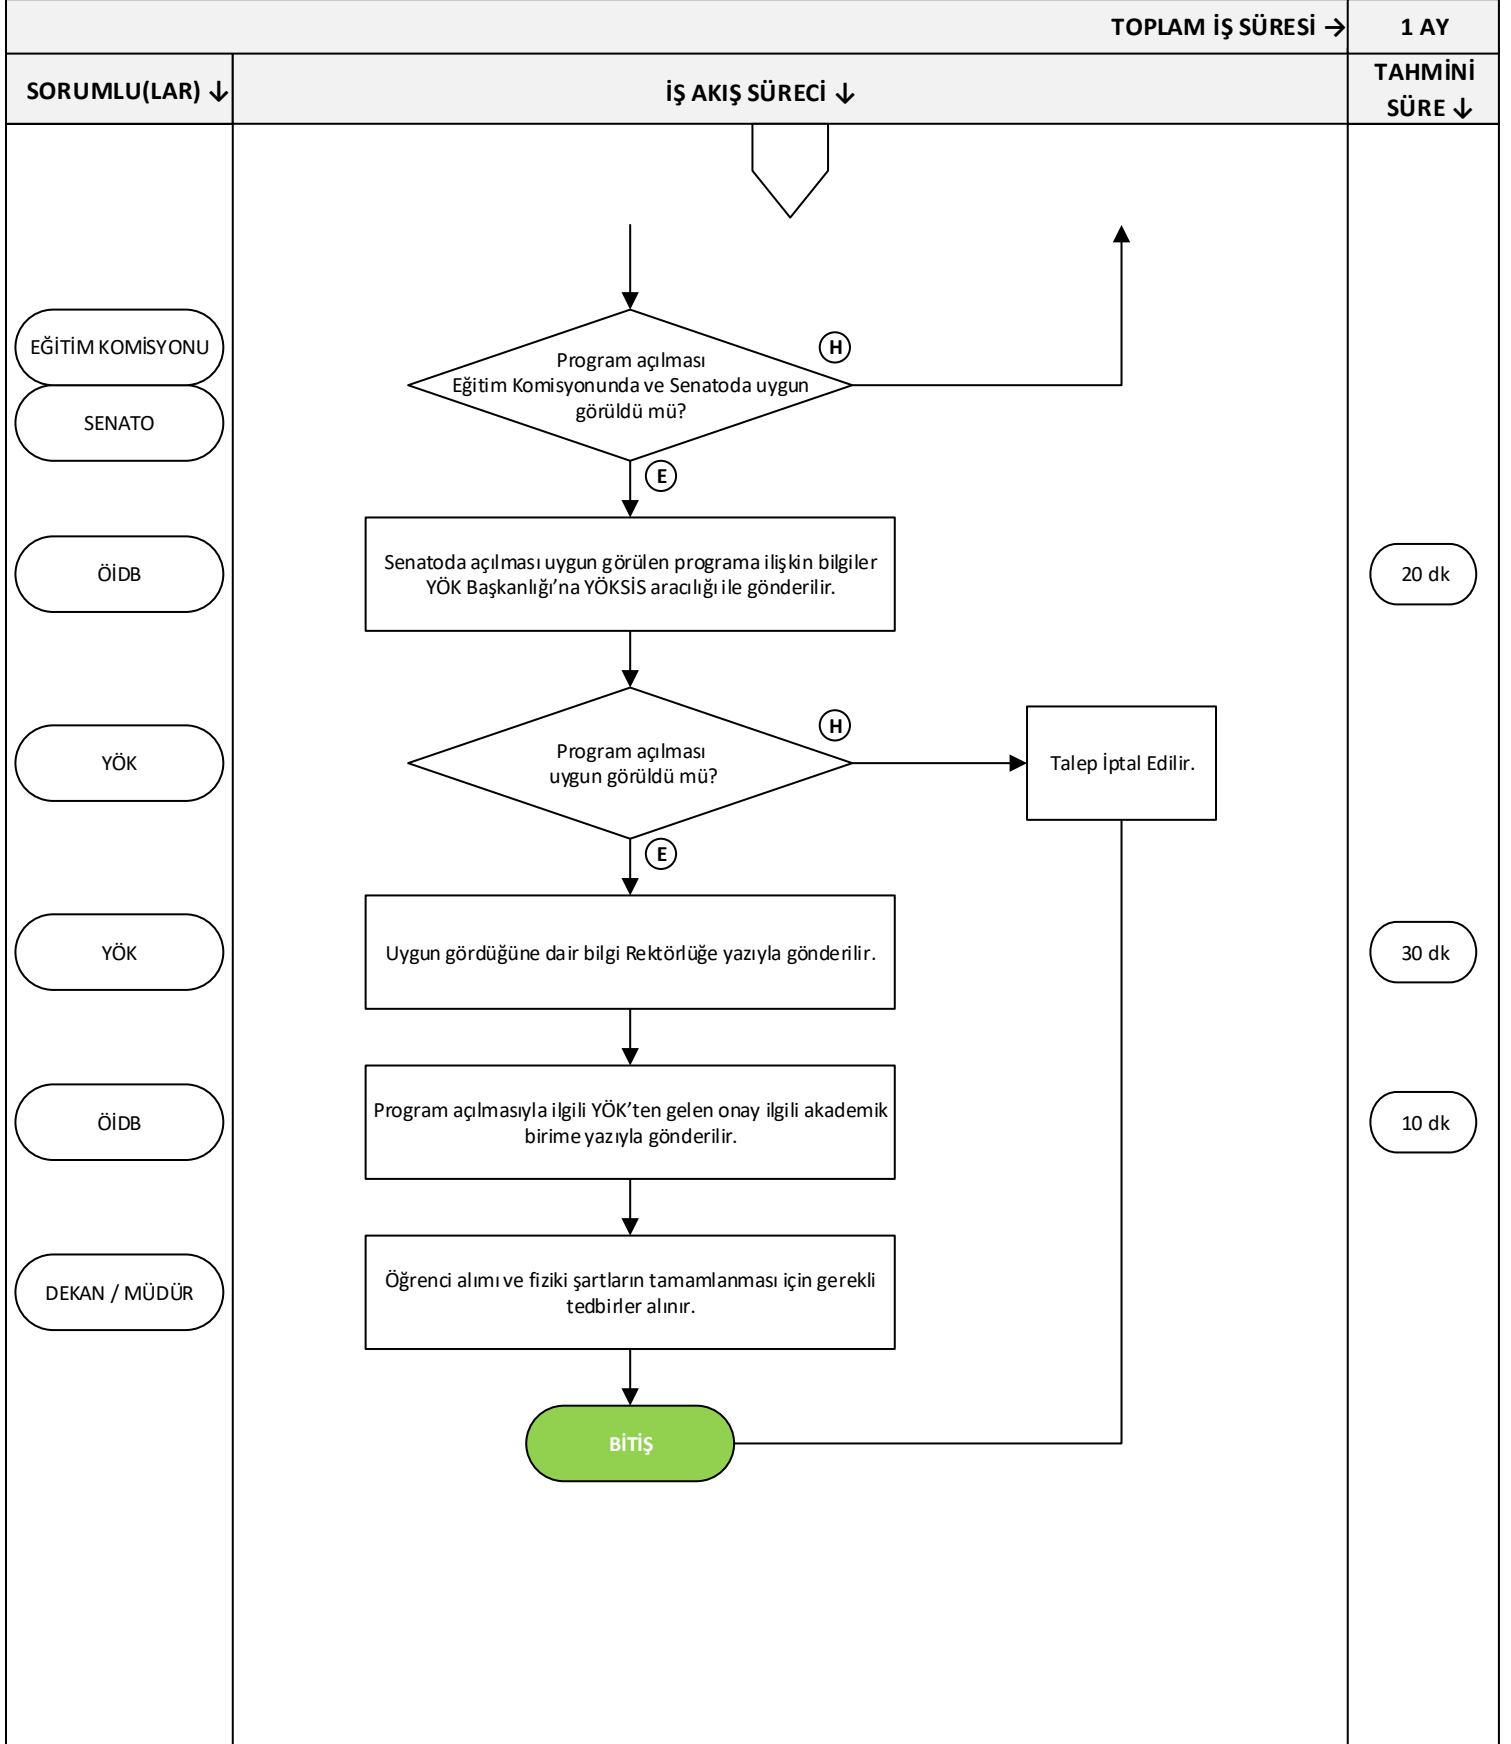 TOPLAM İŞ SÜRESİ →
1 AY
SORUMLU(LAR) ↓
İŞ AKIŞ SÜRECİ ↓
TAHMİNİ
SÜRE ↓
EĞİTİM KOMİSYONU
SENATO
Program açılması
Eğitim Komisyonunda ve Senatoda uygun
görüldü mü?
H
E
ÖİDB
Senatoda açılması uygun görülen programa ilişkin bilgiler
YÖK Başkanlığı’na YÖKSİS aracılığı ile gönderilir.
20 dk
YÖK
Program açılması
uygun görüldü mü?
H
Talep İptal Edilir.
E
YÖK
Uygun gördüğüne dair bilgi Rektörlüğe yazıyla gönderilir.
30 dk
ÖİDB
Program açılmasıyla ilgili YÖK’ten gelen onay ilgili akademik
birime yazıyla gönderilir.
10 dk
DEKAN / MÜDÜR
Öğrenci alımı ve fiziki şartların tamamlanması için gerekli
tedbirler alınır.
BİTİŞ